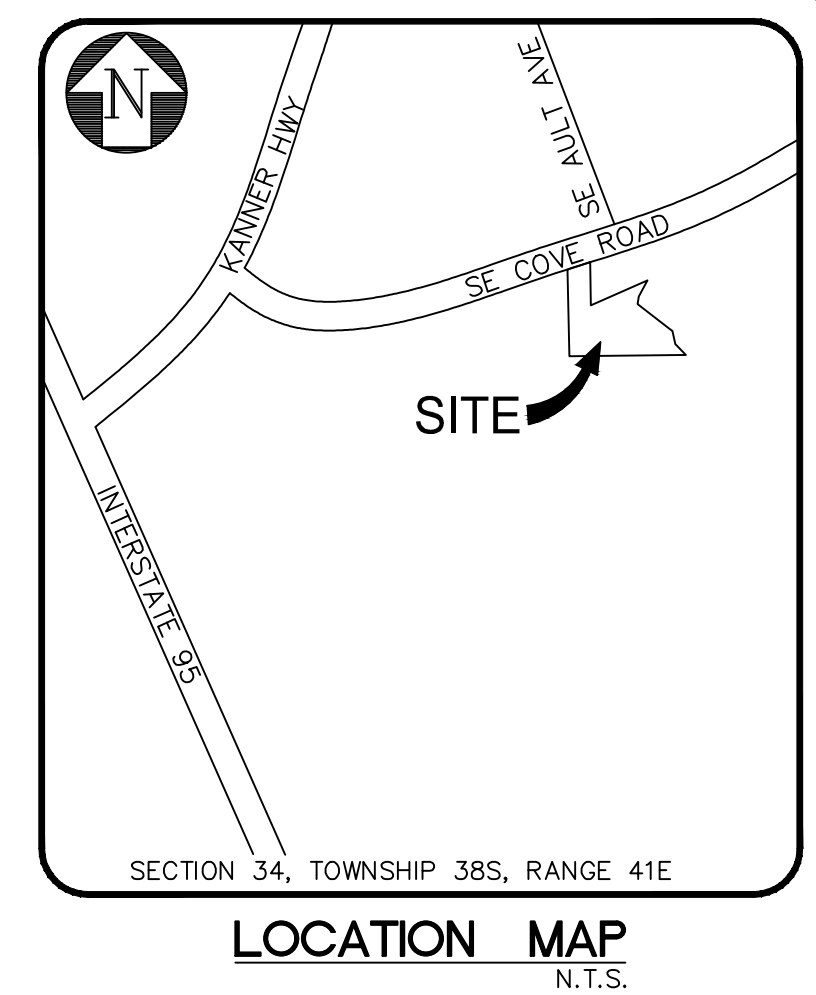 N
KANNER HWY
SE AULT AVE
SE COVE ROAD
SITE
INTERSTATE 95
SECTION 34, TOWNSHIP 38S, RANGE 41E
LOCATION MAP
N.T.S.